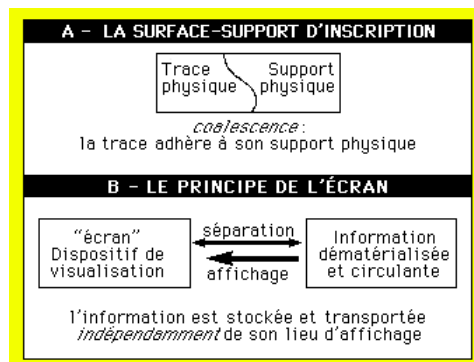 A - LA SURFACE-SUPPORT D'INSCRIPTION
Trace physique
Support physique
coalescence :
la trace adhère à son support physique
B - LE PRINCIPE DE L'ÉCRAN
"écran"
Dispositif de
visualisation
séparation
affichage
Information
dématérialisée
et circulante
l'information est stockée et transportée
indépendamment de son lieu d'affichage